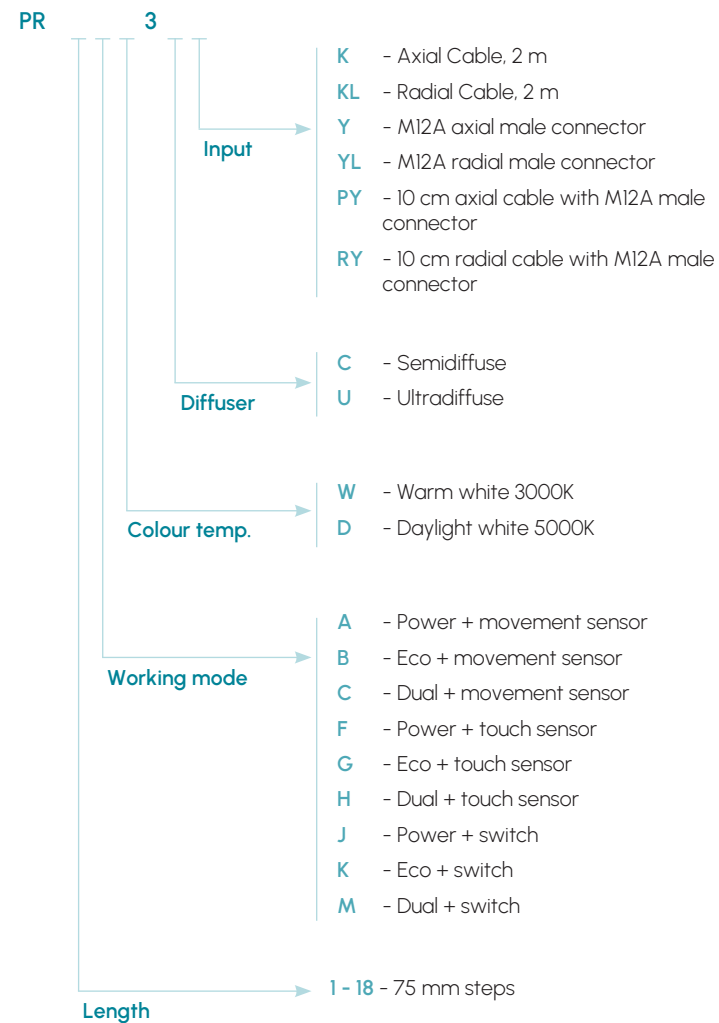 PR 3
K - Axial Cable, 2 m
KL - Radial Cable, 2 m
Y - M12A axial male connector
Input
YL - M12A radial male connector
PY - 10 cm axial cable with M12A male
connector
RY - 10 cm radial cable with M12A male
connector
C - Semidiffuse
Diffuser
U - Ultradiffuse
W - Warm white 3000K
Colour temp.
D - Daylight white 5000K
A - Power + movement sensor
B - Eco + movement sensor
Working mode
C - Dual + movement sensor
F - Power + touch sensor
G - Eco + touch sensor
H - Dual + touch sensor
J - Power + switch
K - Eco + switch
M - Dual + switch
1 - 18 - 75 mm steps
Length